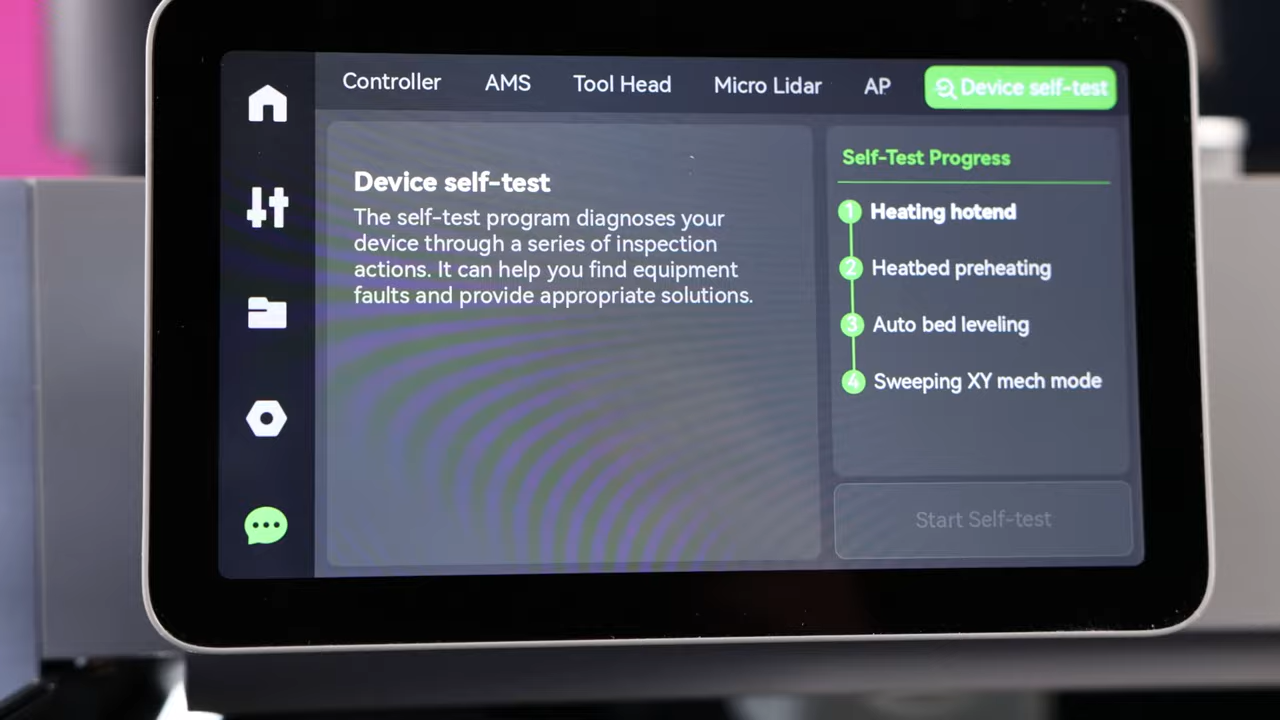 Controller AMS Tool Head Micro Lidar AP Device self-test
Device self-test
The self-test program diagnoses your
device through a series of inspection
actions. It can help you find equipment
faults and provide appropriate solutions.
Self-Test Progress
1 Heating hotend
2 Heatbed preheating
3 Auto bed leveling
4 Sweeping XY mech mode
Start Self-test